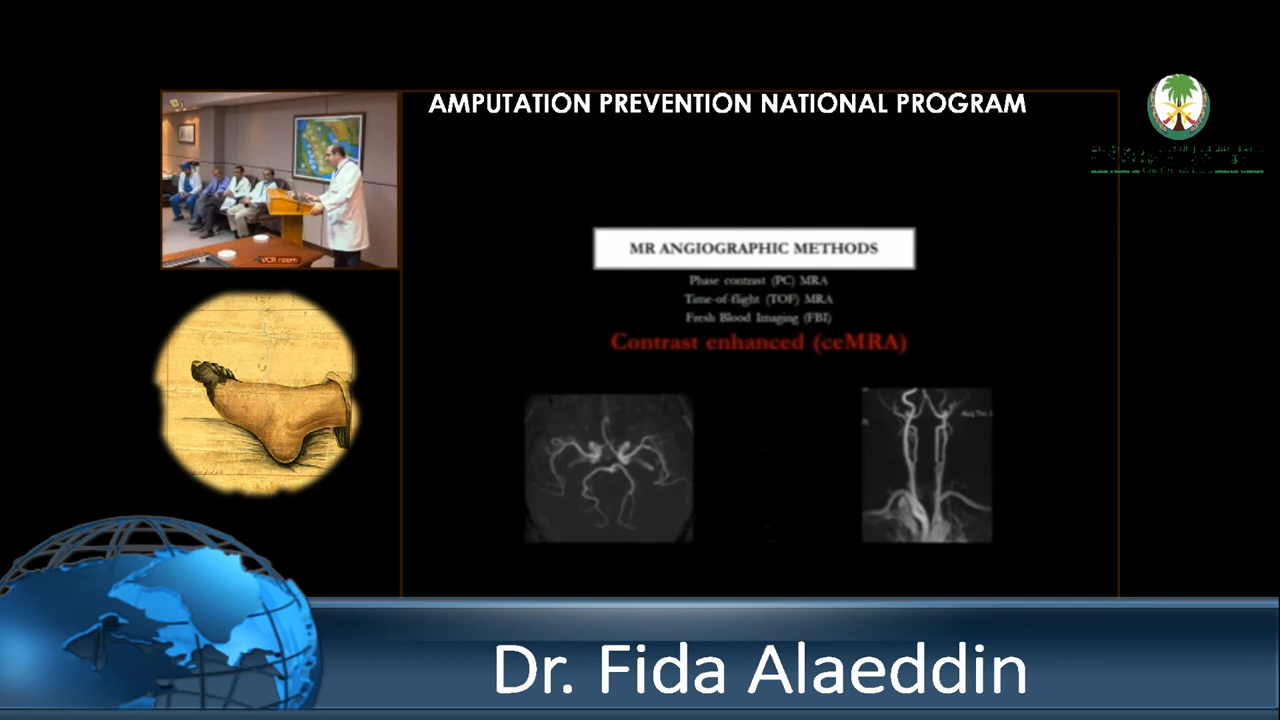 AMPUTATION PREVENTION NATIONAL PROGRAM
VCR room
MR ANGIOGRAPHIC METHODS
Phase contrast (PC) MRA
Time-of-flight (TOF) MRA
Fresh Blood Imaging (FBI)
Contrast enhanced (ceMRA)
Dr. Fida Alaeddin